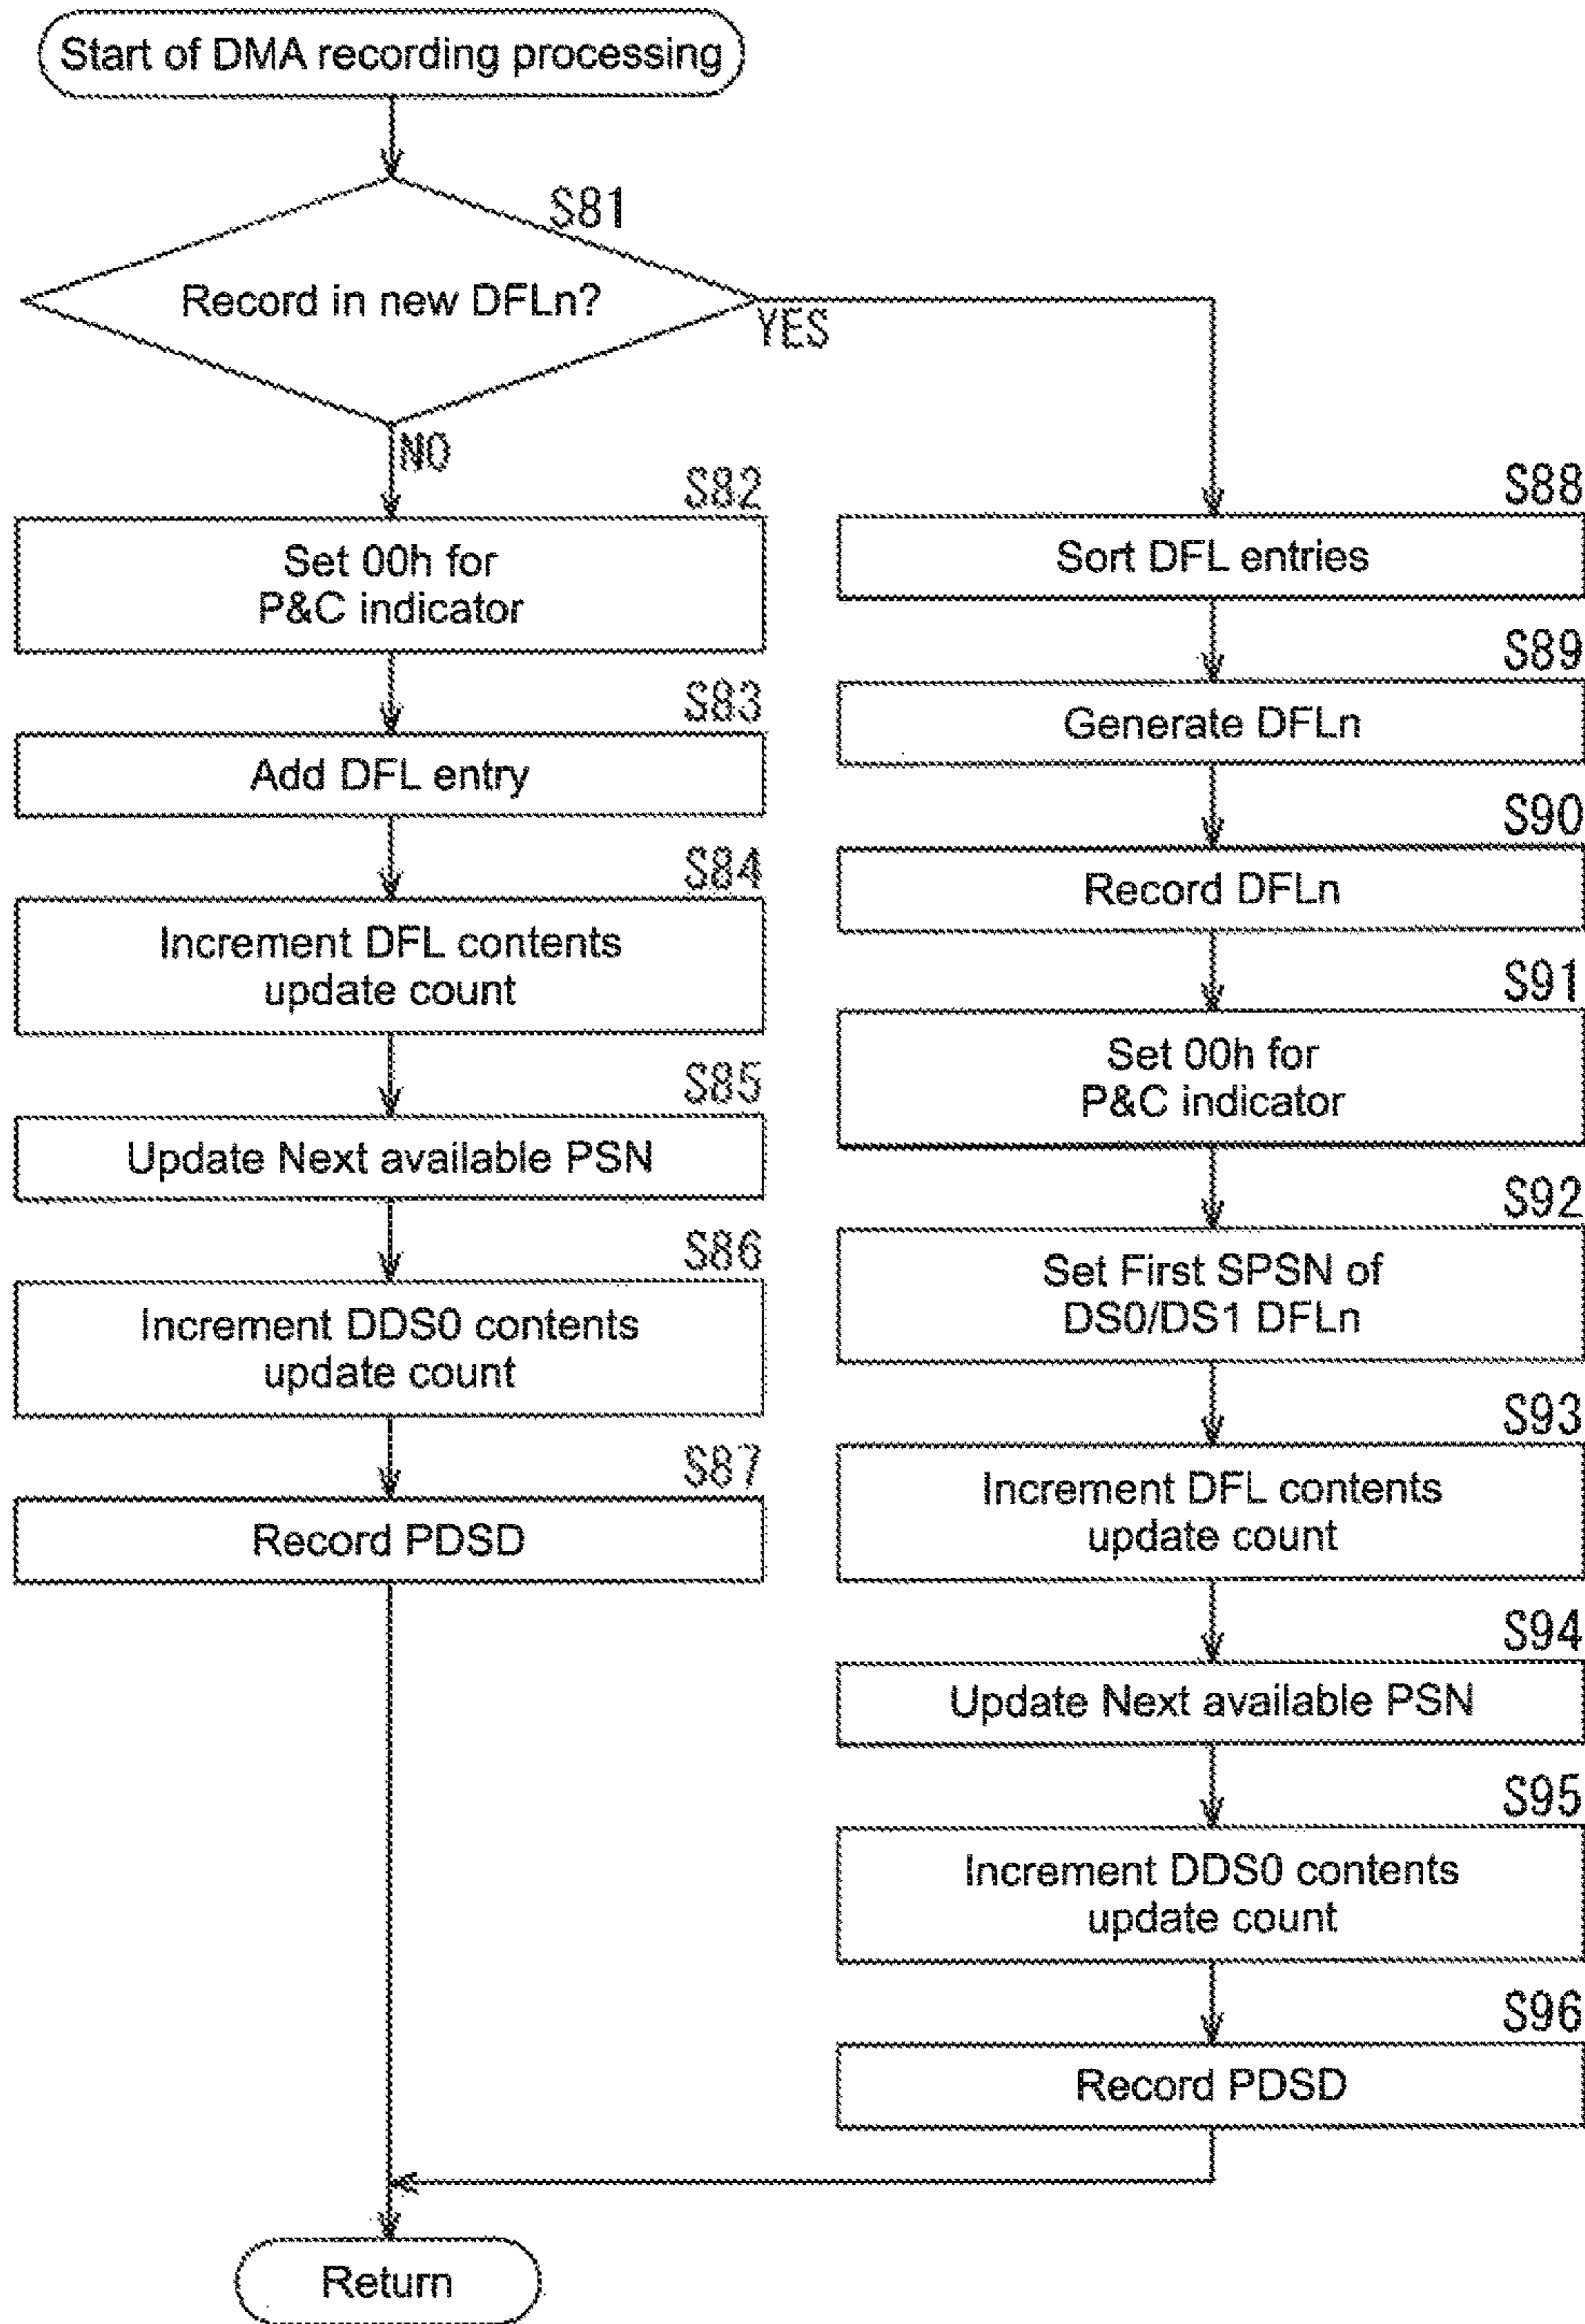 Start of DMA recording processing
S81
Record in new DFLn?
YES
NO
S82
Set 00h for
P&C indicator
S83
Add DFL entry
S84
Increment DFL contents
update count
S85
Update Next available PSN
S86
Increment DDS0 contents
update count
S87
Record PDSD
S88
Sort DFL entries
S89
Generate DFLn
S90
Record DFLn
S91
Set 00h for
P&C indicator
S92
Set First SPSN of
DS0/DS1 DFLn
S93
Increment DFL contents
update count
S94
Update Next available PSN
S95
Increment DDS0 contents
update count
S96
Record PDSD
Return